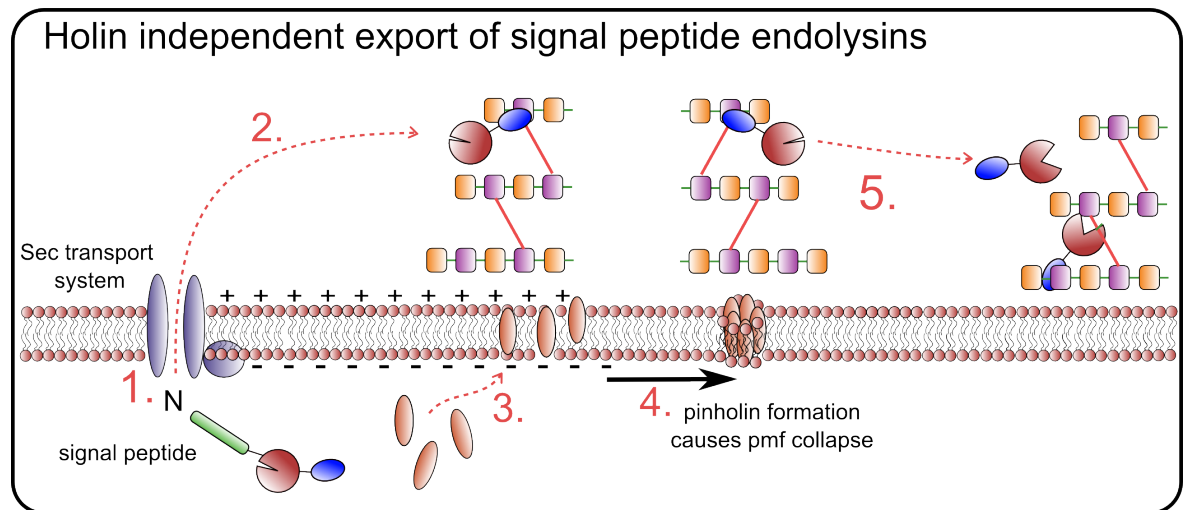 Holin independent export of signal peptide endolysins
2.
5.
Sec transport
system
+ + + + + + + + + + +
- - - - - - - - - - - -
1.
N
3.
4.
pinholin formation
causes pmf collapse
signal peptide